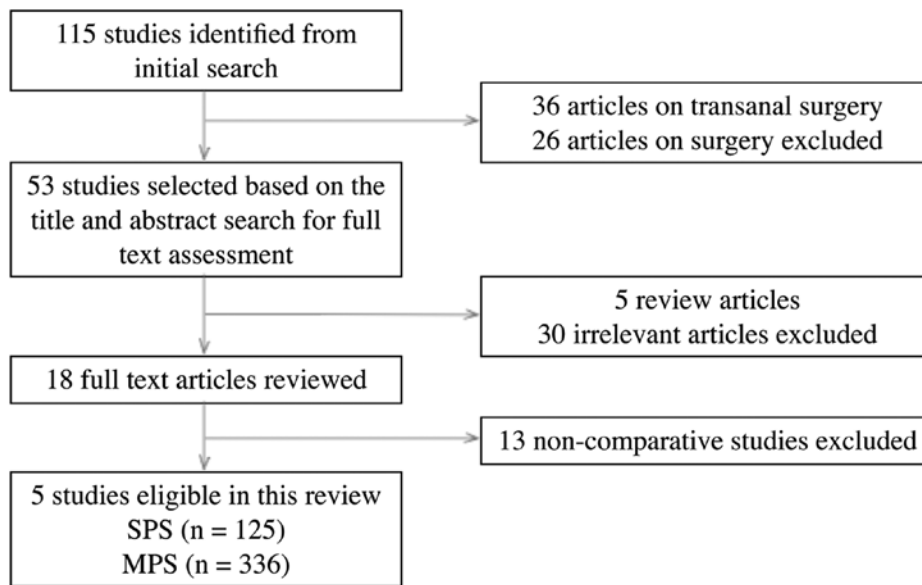 115 studies identified from
initial search
36 articles on transanal surgery
26 articles on surgery excluded
53 studies selected based on the
title and abstract search for full
text assessment
5 review articles
30 irrelevant articles excluded
18 full text articles reviewed
13 non-comparative studies excluded
5 studies eligible in this review
SPS (n = 125)
MPS (n = 336)